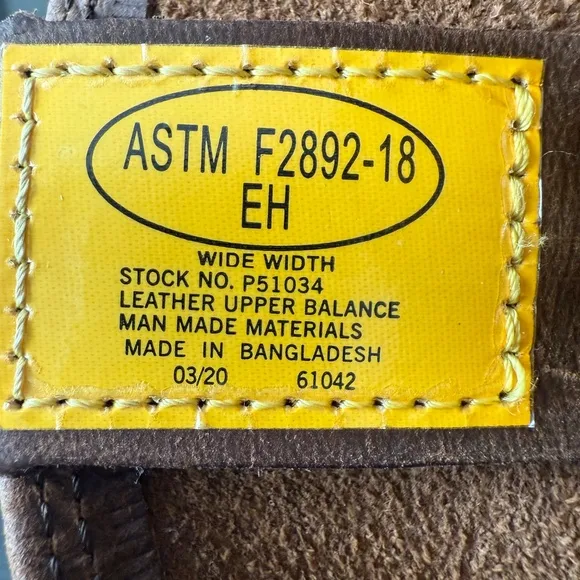 ASTM F2892-18
EH
WIDE WIDTH
STOCK NO. P51034
LEATHER UPPER BALANCE
MAN MADE MATERIALS
MADE IN BANGLADESH
03/20 61042